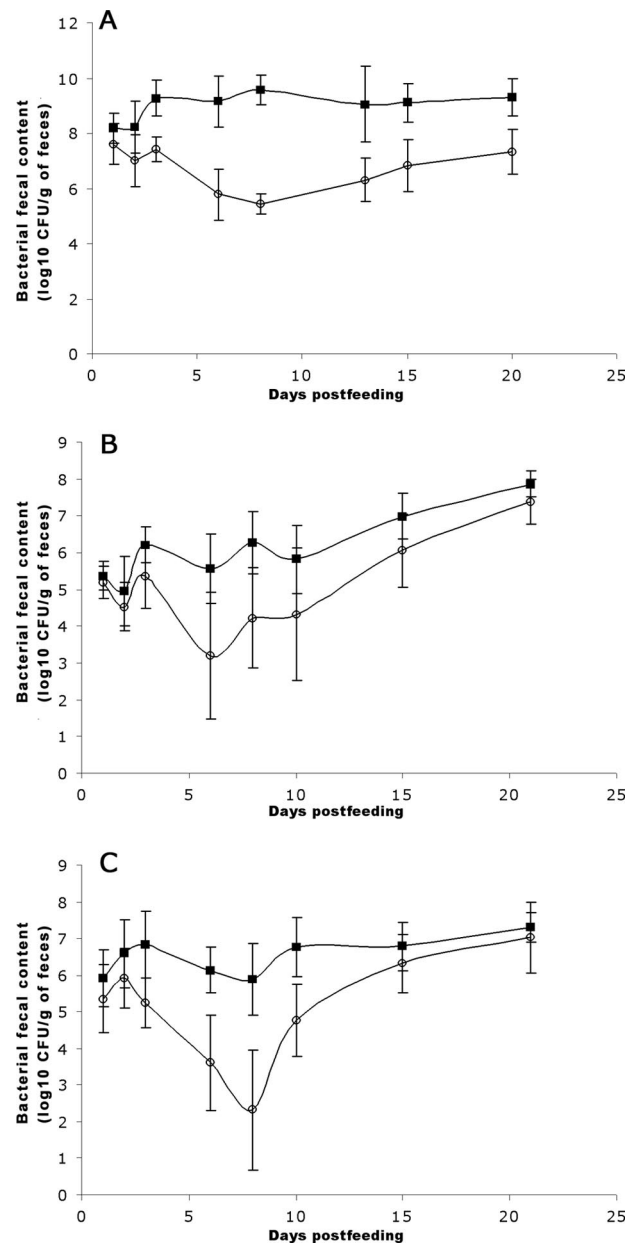 A
Bacterial fecal content
(log10 CFU/g of feces)
12
10
8
6
4
2
0
0 5 10 15 20 25
Days postfeeding
B
Bacterial fecal content
(log10 CFU/g of feces)
9
8
7
6
5
4
3
2
1
0
0 5 10 15 20 25
Days postfeeding
C
Bacterial fecal content
(log10 CFU/g of feces)
9
8
7
6
5
4
3
2
1
0
0 5 10 15 20 25
Days postfeeding